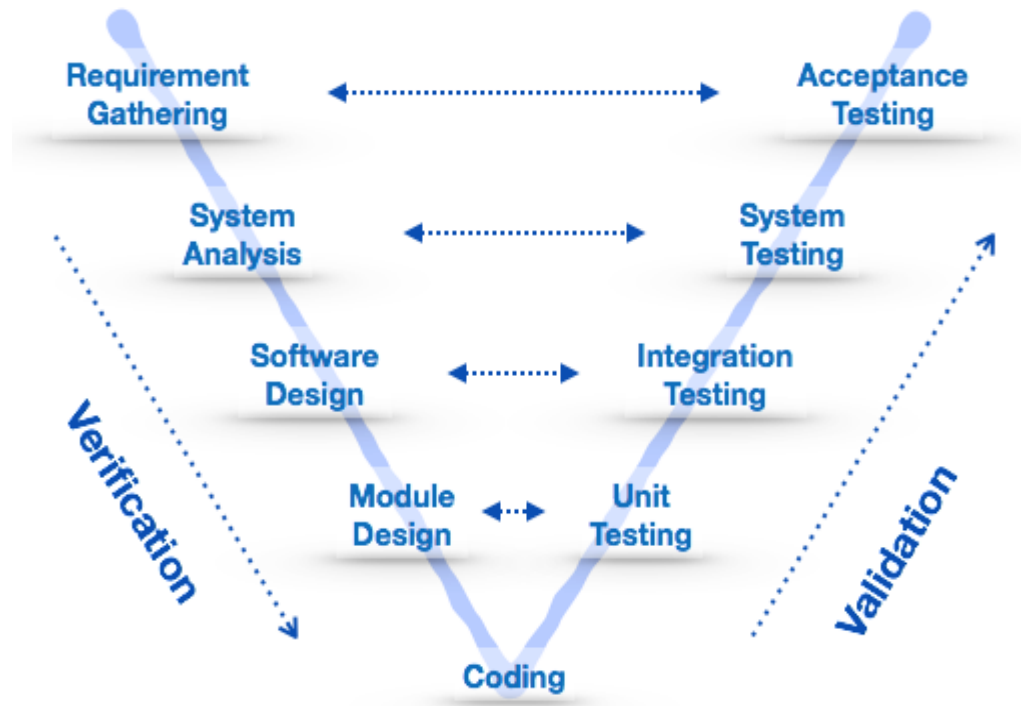 Requirement
Gathering
Acceptance
Testing
System
Analysis
System
Testing
Software
Design
Integration
Testing
Module
Design
Unit
Testing
Verification
Validation
Coding